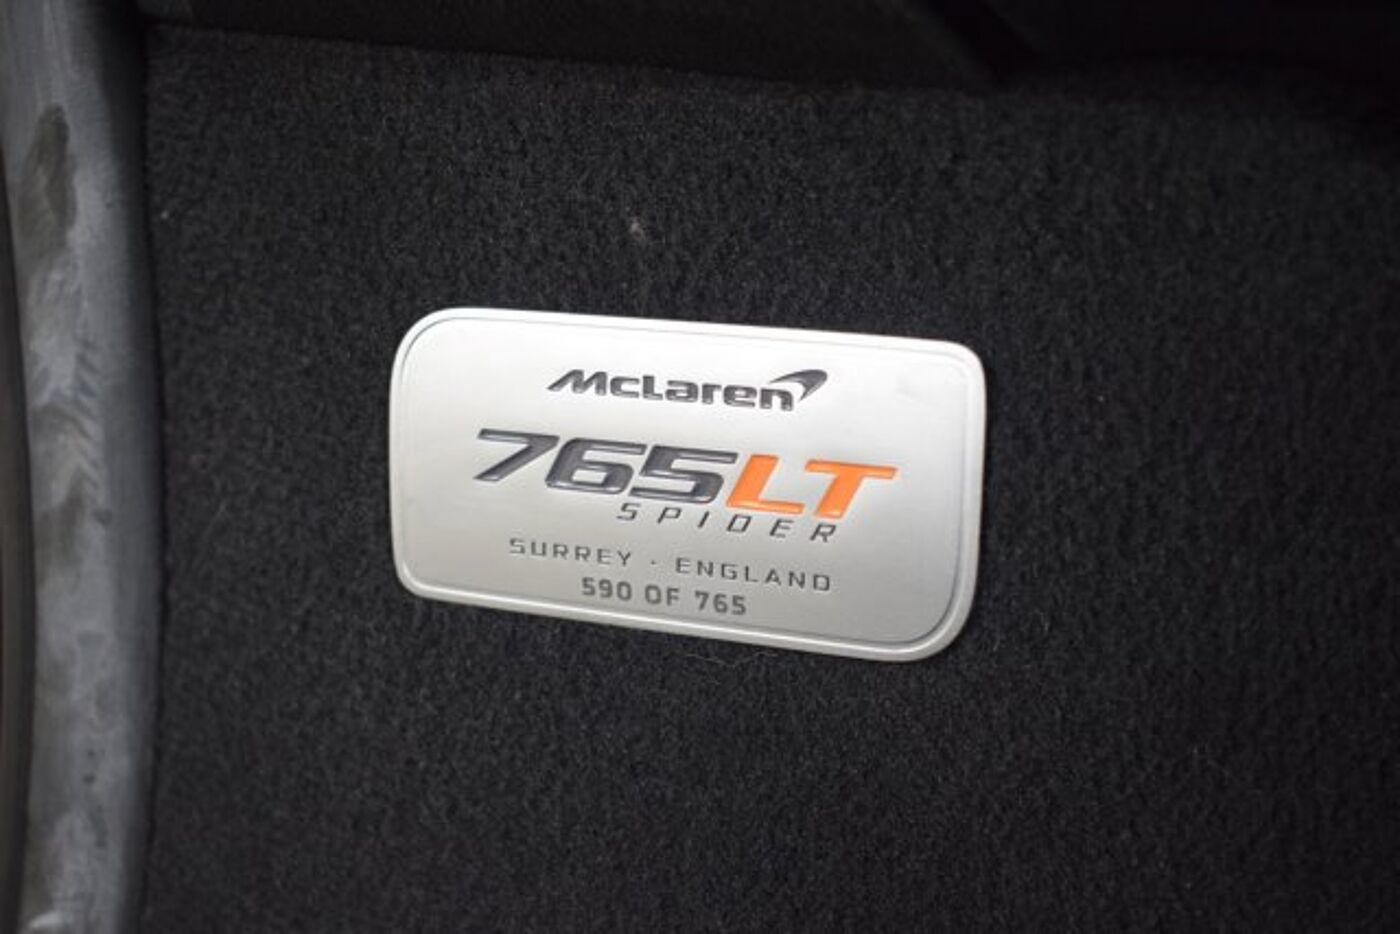 McLaren
765LT
SPIDER
SURREY · ENGLAND
590 OF 765